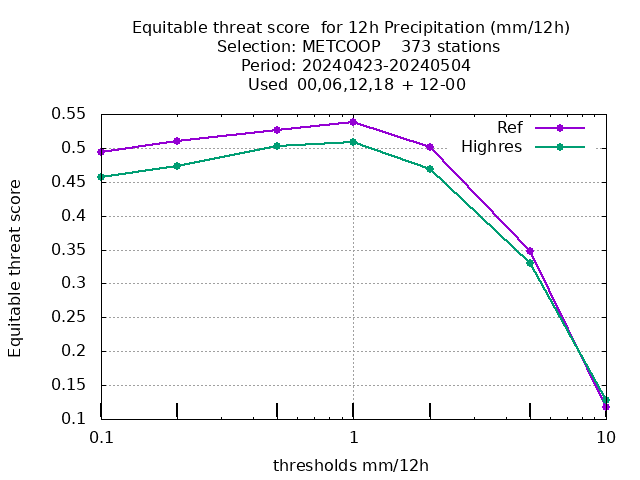 Equitable threat score  for 12h Precipitation (mm/12h)
Selection: METCOOP    373 stations
Period: 20240423-20240504
Used 00,06,12,18 + 12-00
Ref
Highres
Equitable threat score
0.55
0.5
0.45
0.4
0.35
0.3
0.25
0.2
0.15
0.1
0.1 1 10
thresholds mm/12h